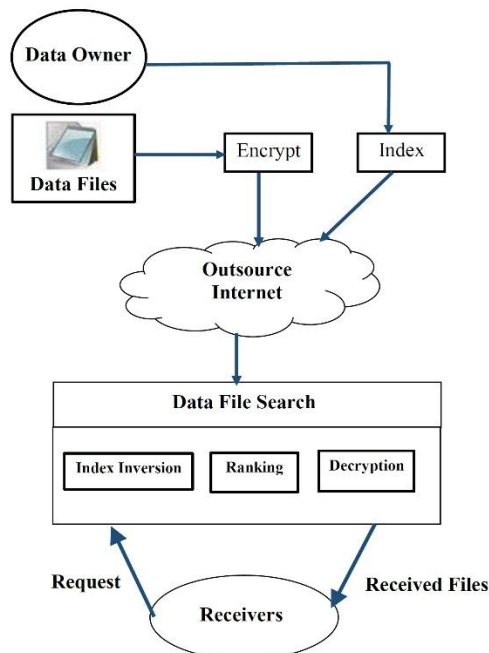 Data Owner
Data Files
Encrypt
Index
Outsource
Internet
Data File Search
Index Inversion
Ranking
Decryption
Request
Received Files
Receivers